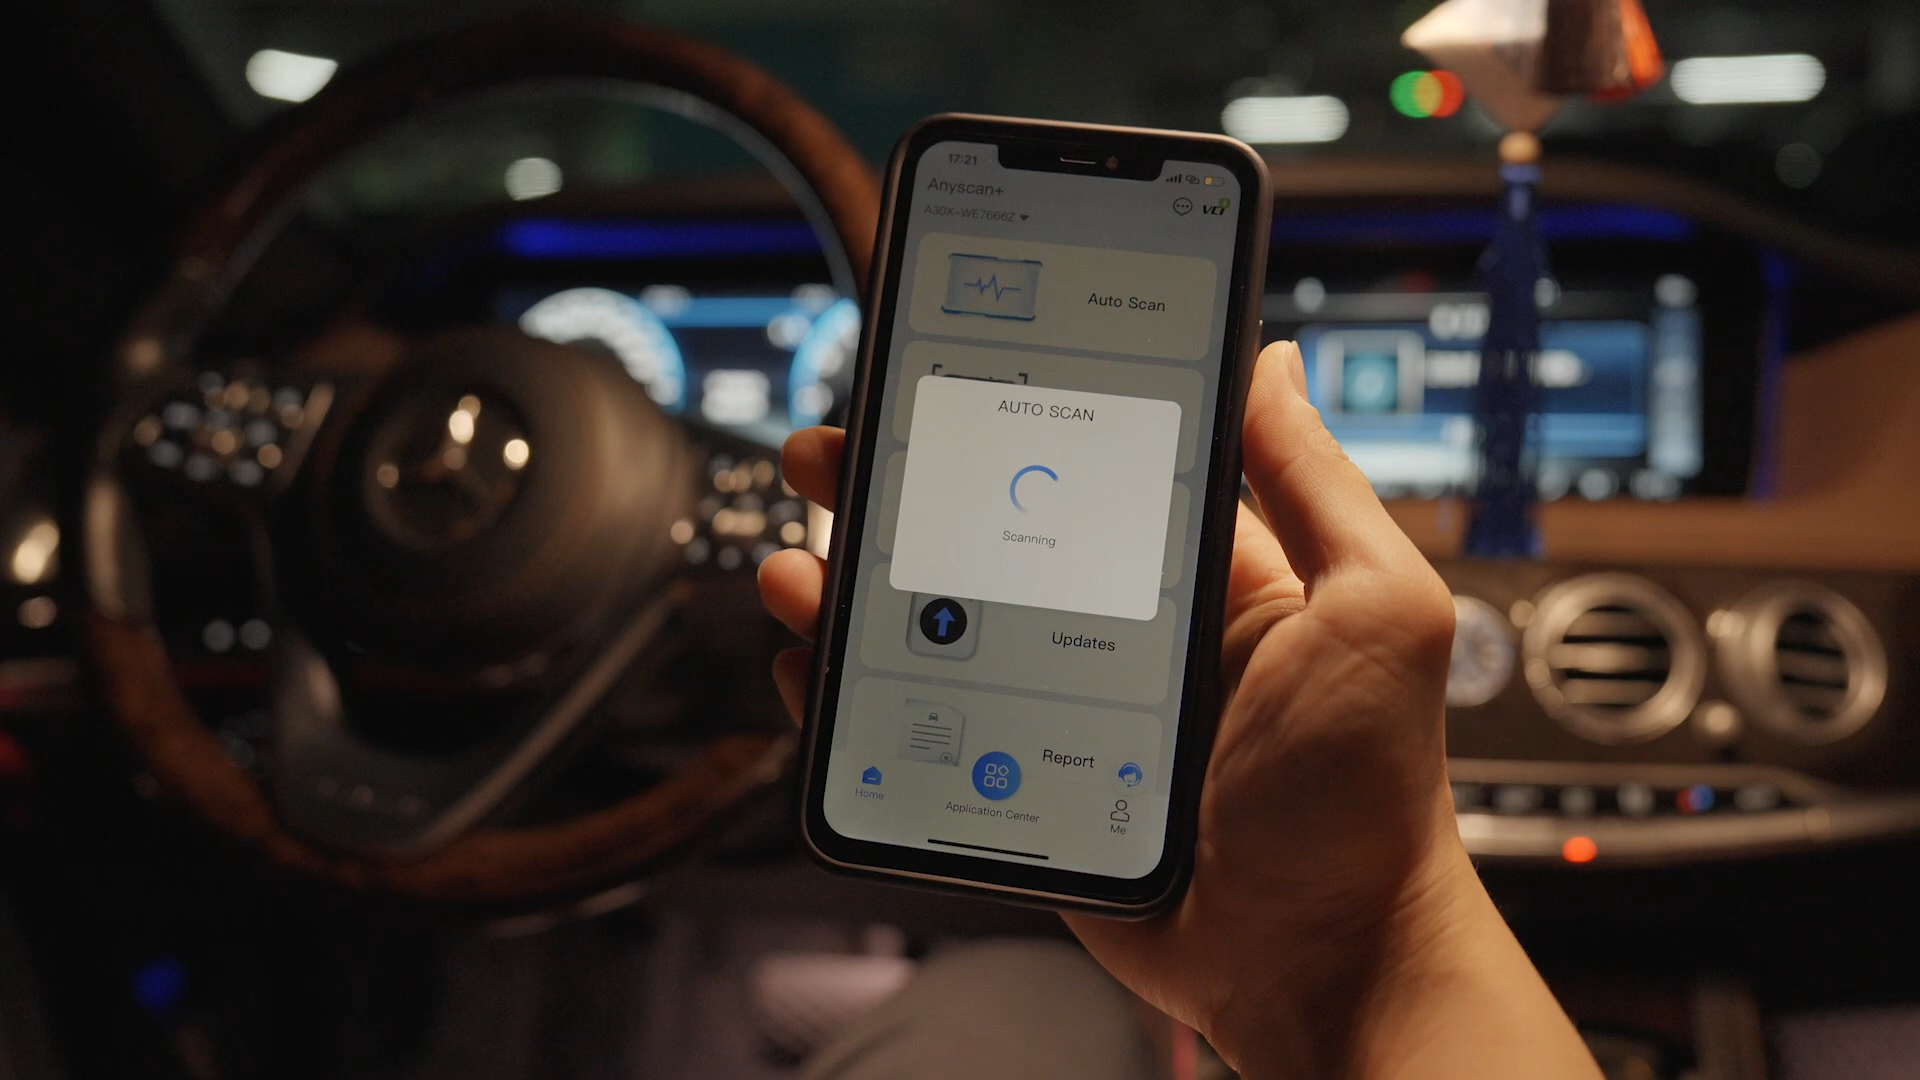 17:21
Anyscan+
A30X-WE7666Z
VCI
Auto Scan
AUTO SCAN
Scanning
Updates
Report
Home
Application Center
Me